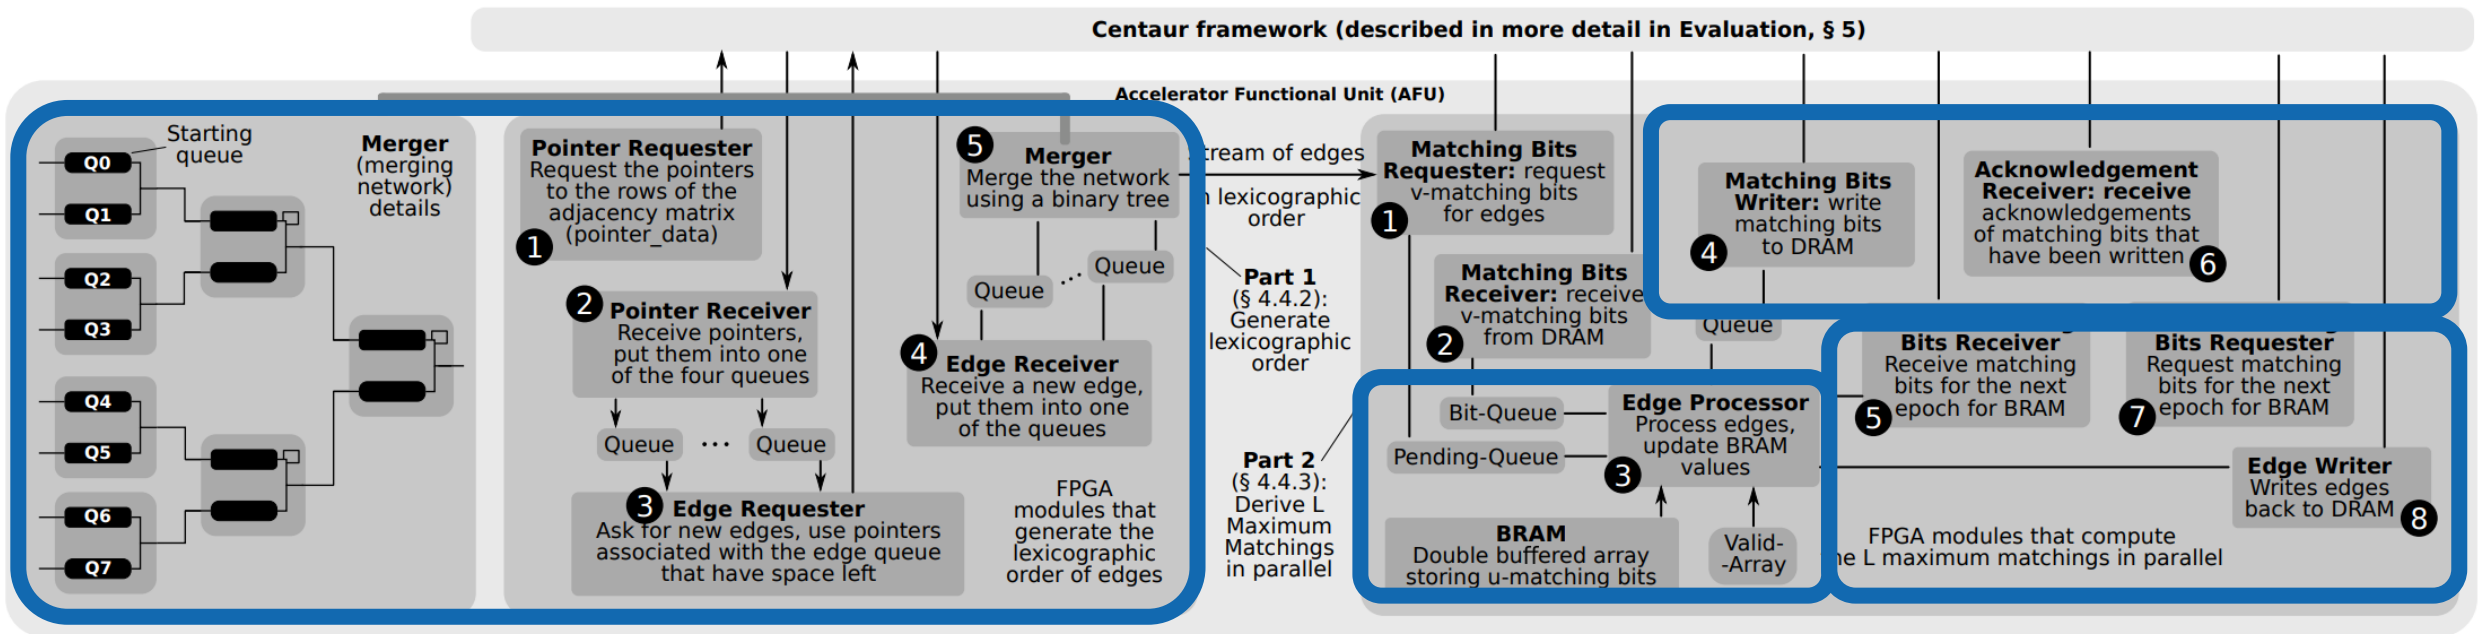 Centaur framework (described in more detail in Evaluation, § 5)
Accelerator Functional Unit (AFU)
Starting
queue
Q0
Q1
Q2
Q3
Q4
Q5
Q6
Q7
Merger
(merging
network)
details
Pointer Requester
Request the pointers
to the rows of the
adjacency matrix
(pointer_data)
1
2
Pointer Receiver
Receive pointers,
put them into one
of the four queues
Queue
...
Queue
3
Edge Requester
Ask for new edges, use pointers
associated with the edge queue
that have space left
5
Merger
Merge the network
using a binary tree
Queue
...
Queue
4
Edge Receiver
Receive a new edge,
put them into one
of the queues
FPGA
modules that
generate the
lexicographic
order of edges
tream of edges
lexicographic
order
Part 1
(§ 4.4.2):
Generate
lexicographic
order
Part 2
(§ 4.4.3):
Derive L
Maximum
Matchings
in parallel
Matching Bits
Requester: request
v-matching bits
for edges
1
Matching Bits
Receiver: receive
v-matching bits
from DRAM
2
Bit-Queue
Pending-Queue
Edge Processor
Process edges,
update BRAM
values
3
BRAM
Double buffered array
storing u-matching bits
Valid-
-Array
Matching Bits
Writer: write
matching bits
to DRAM
4
Queue
Acknowledgement
Receiver: receive
acknowledgements
of matching bits that
have been written
6
Bits Receiver
Receive matching
bits for the next
epoch for BRAM
5
Bits Requester
Request matching
bits for the next
epoch for BRAM
7
Edge Writer
Writes edges
back to DRAM
8
FPGA modules that compute
he L maximum matchings in parallel